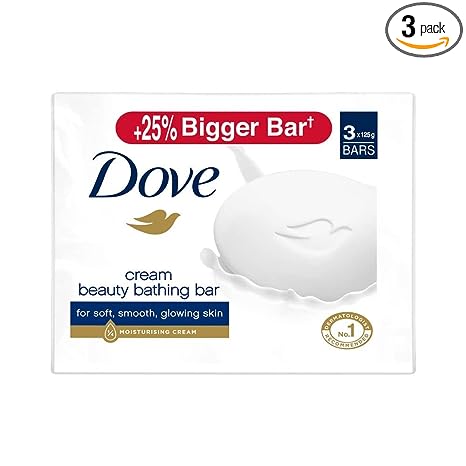 3 pack
+25% Bigger Bar†
3 x 125g
BARS
Dove
cream
beauty bathing bar
for soft, smooth, glowing skin
¼ MOISTURISING CREAM
DERMATOLOGIST
No.1
RECOMMENDED